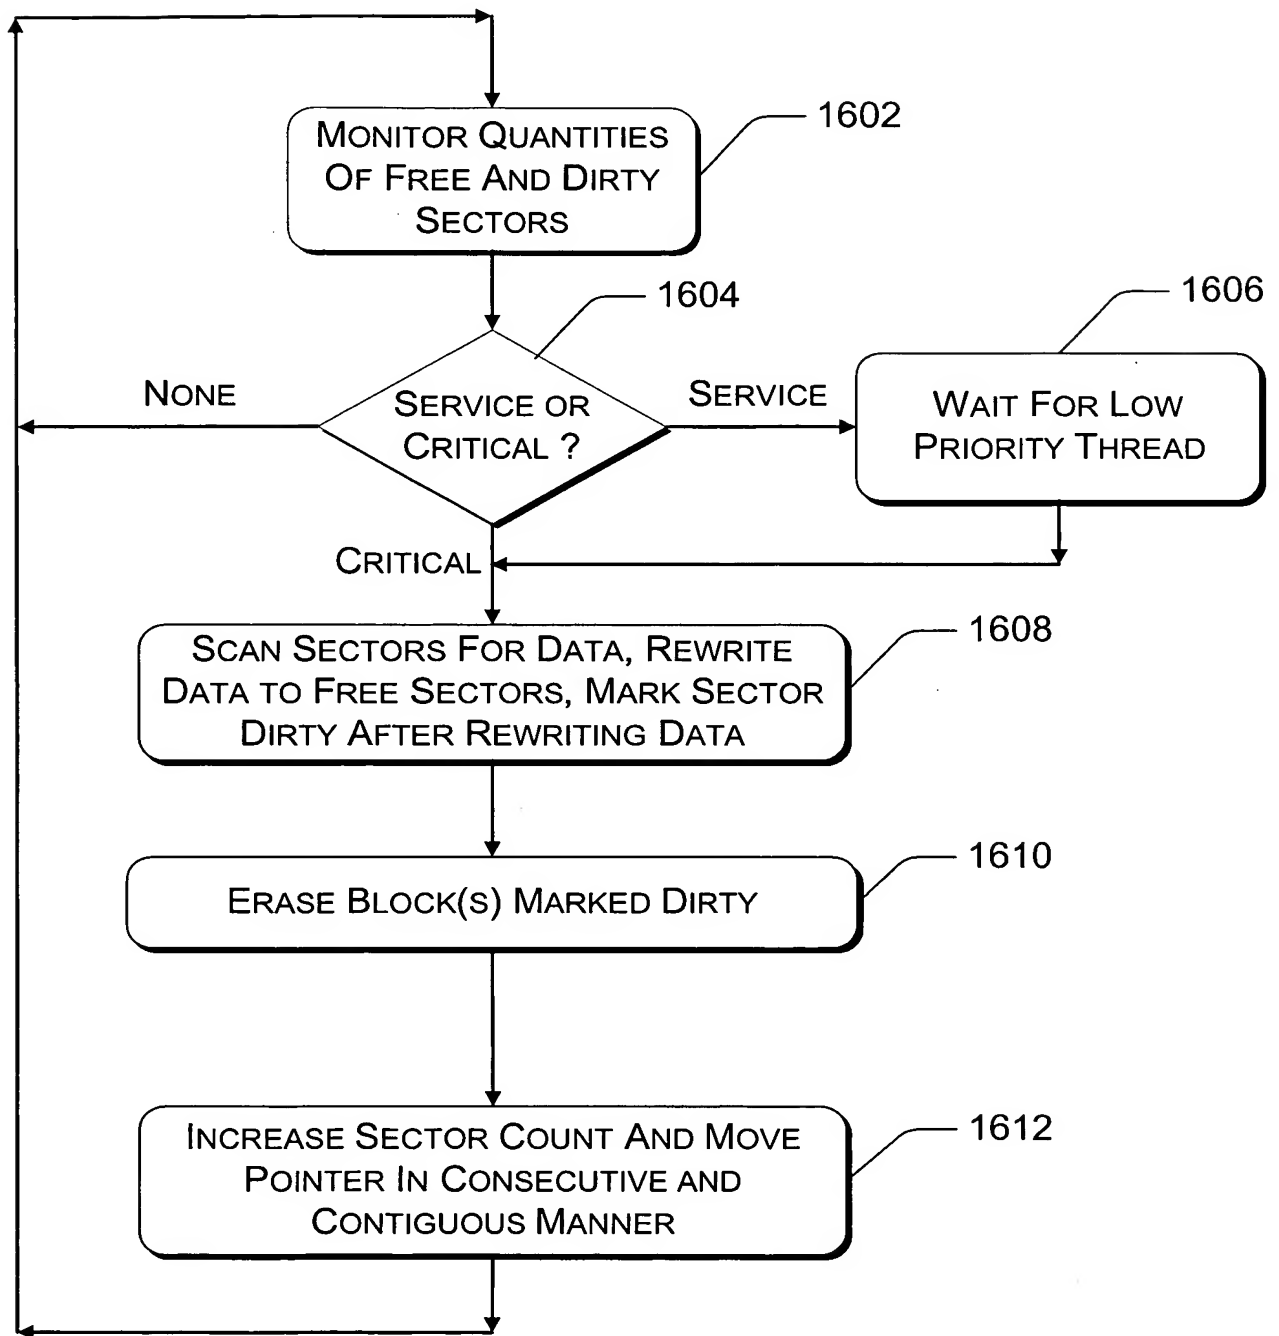 MONITOR QUANTITIES
OF FREE AND DIRTY
SECTORS
1602
1604
1606
NONE
SERVICE OR
CRITICAL ?
SERVICE
WAIT FOR LOW
PRIORITY THREAD
CRITICAL
SCAN SECTORS FOR DATA, REWRITE
DATA TO FREE SECTORS, MARK SECTOR
DIRTY AFTER REWRITING DATA
1608
ERASE BLOCK(S) MARKED DIRTY
1610
INCREASE SECTOR COUNT AND MOVE
POINTER IN CONSECUTIVE AND
CONTIGUOUS MANNER
1612